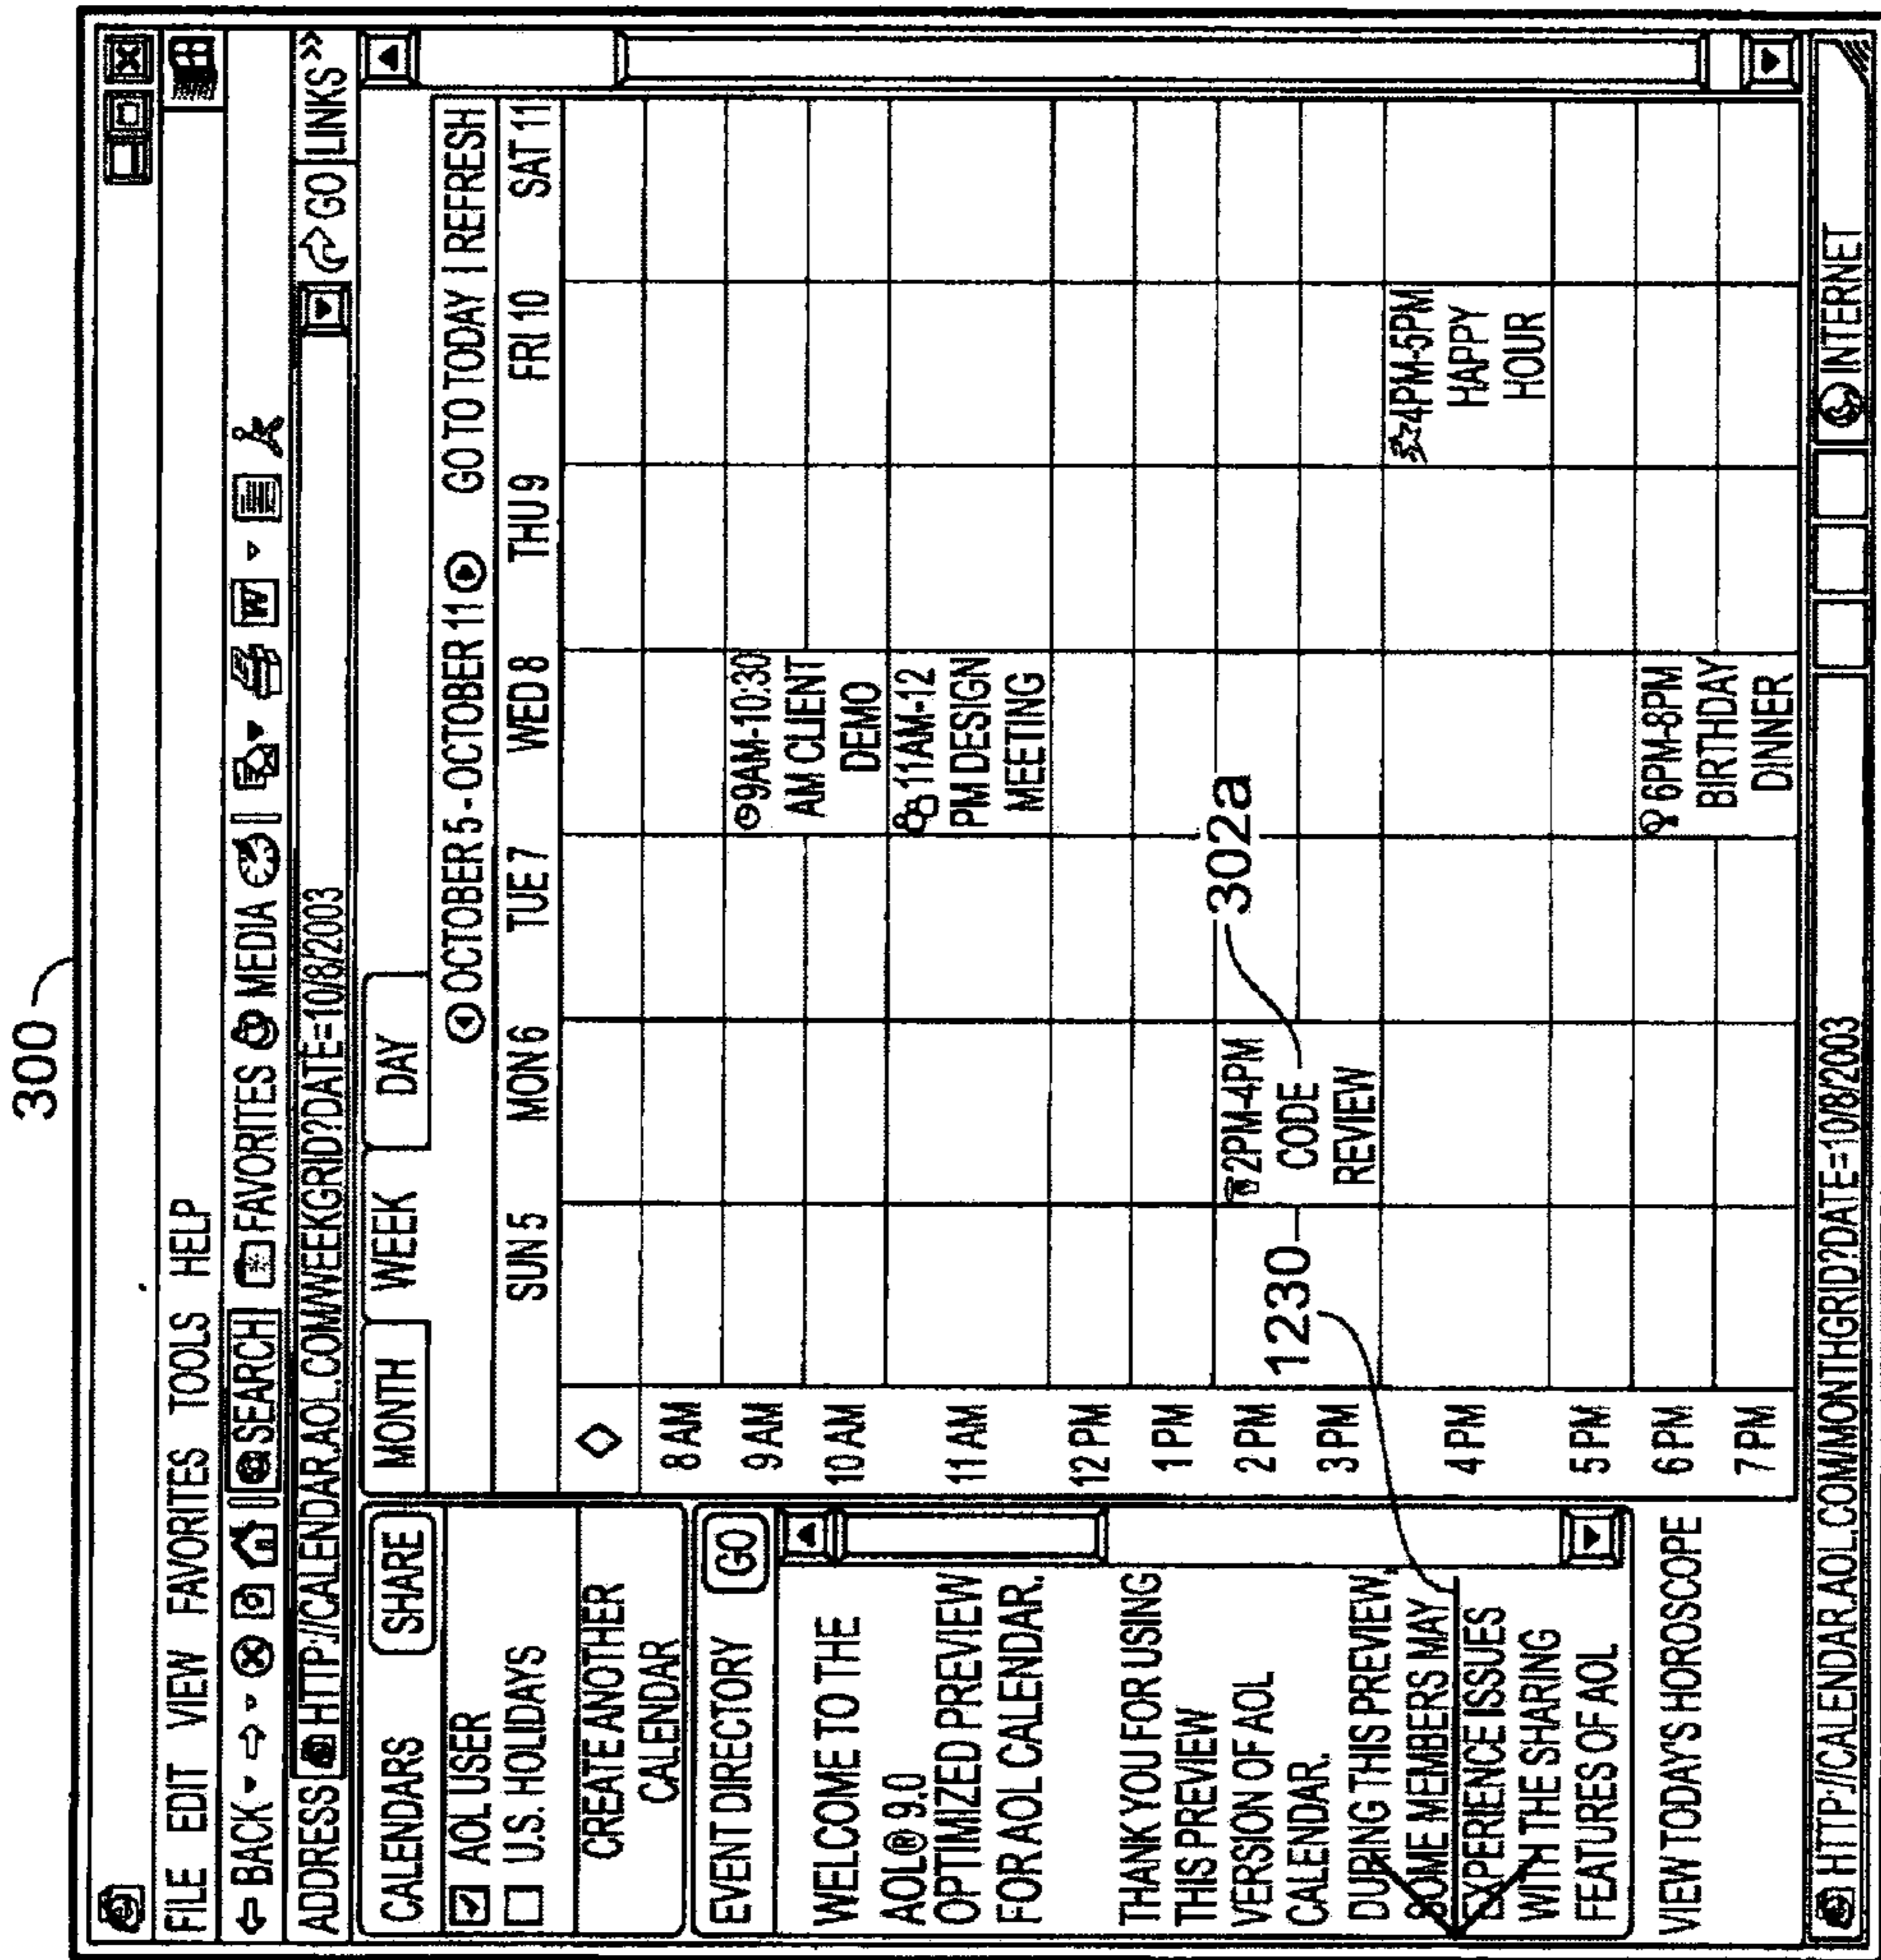 300
FILE EDIT VIEW FAVORITES TOOLS HELP
BACK SEARCH FAVORITES MEDIA W
ADDRESS HTTP://CALENDAR.AOL.COM/WEEKGRID?DATE=10/8/2003 GO LINKS »
CALENDARS SHARE
AOL USER
U.S. HOLIDAYS
CREATE ANOTHER
CALENDAR
EVENT DIRECTORY GO
WELCOME TO THE
AOL® 9.0
OPTIMIZED PREVIEW
FOR AOL CALENDAR.
THANK YOU FOR USING
THIS PREVIEW
VERSION OF AOL
CALENDAR.
DURING THIS PREVIEW,
SOME MEMBERS MAY
EXPERIENCE ISSUES
WITH THE SHARING
FEATURES OF AOL
VIEW TODAY'S HOROSCOPE
MONTH WEEK DAY
OCTOBER 5 - OCTOBER 11 GO TO TODAY | REFRESH
SUN 5 MON 6 TUE 7 WED 8 THU 9 FRI 10 SAT 11
8 AM
9 AM
10 AM
11 AM
12 PM
1 PM
2 PM
3 PM
4 PM
5 PM
6 PM
7 PM
9AM-10:30
AM CLIENT
DEMO
11AM-12
PM DESIGN
MEETING
2PM-4PM
CODE
REVIEW
302a
1230
4PM-5PM
HAPPY
HOUR
6PM-8PM
BIRTHDAY
DINNER
HTTP://CALENDAR.AOL.COM/MONTHGRID?DATE=10/8/2003 INTERNET